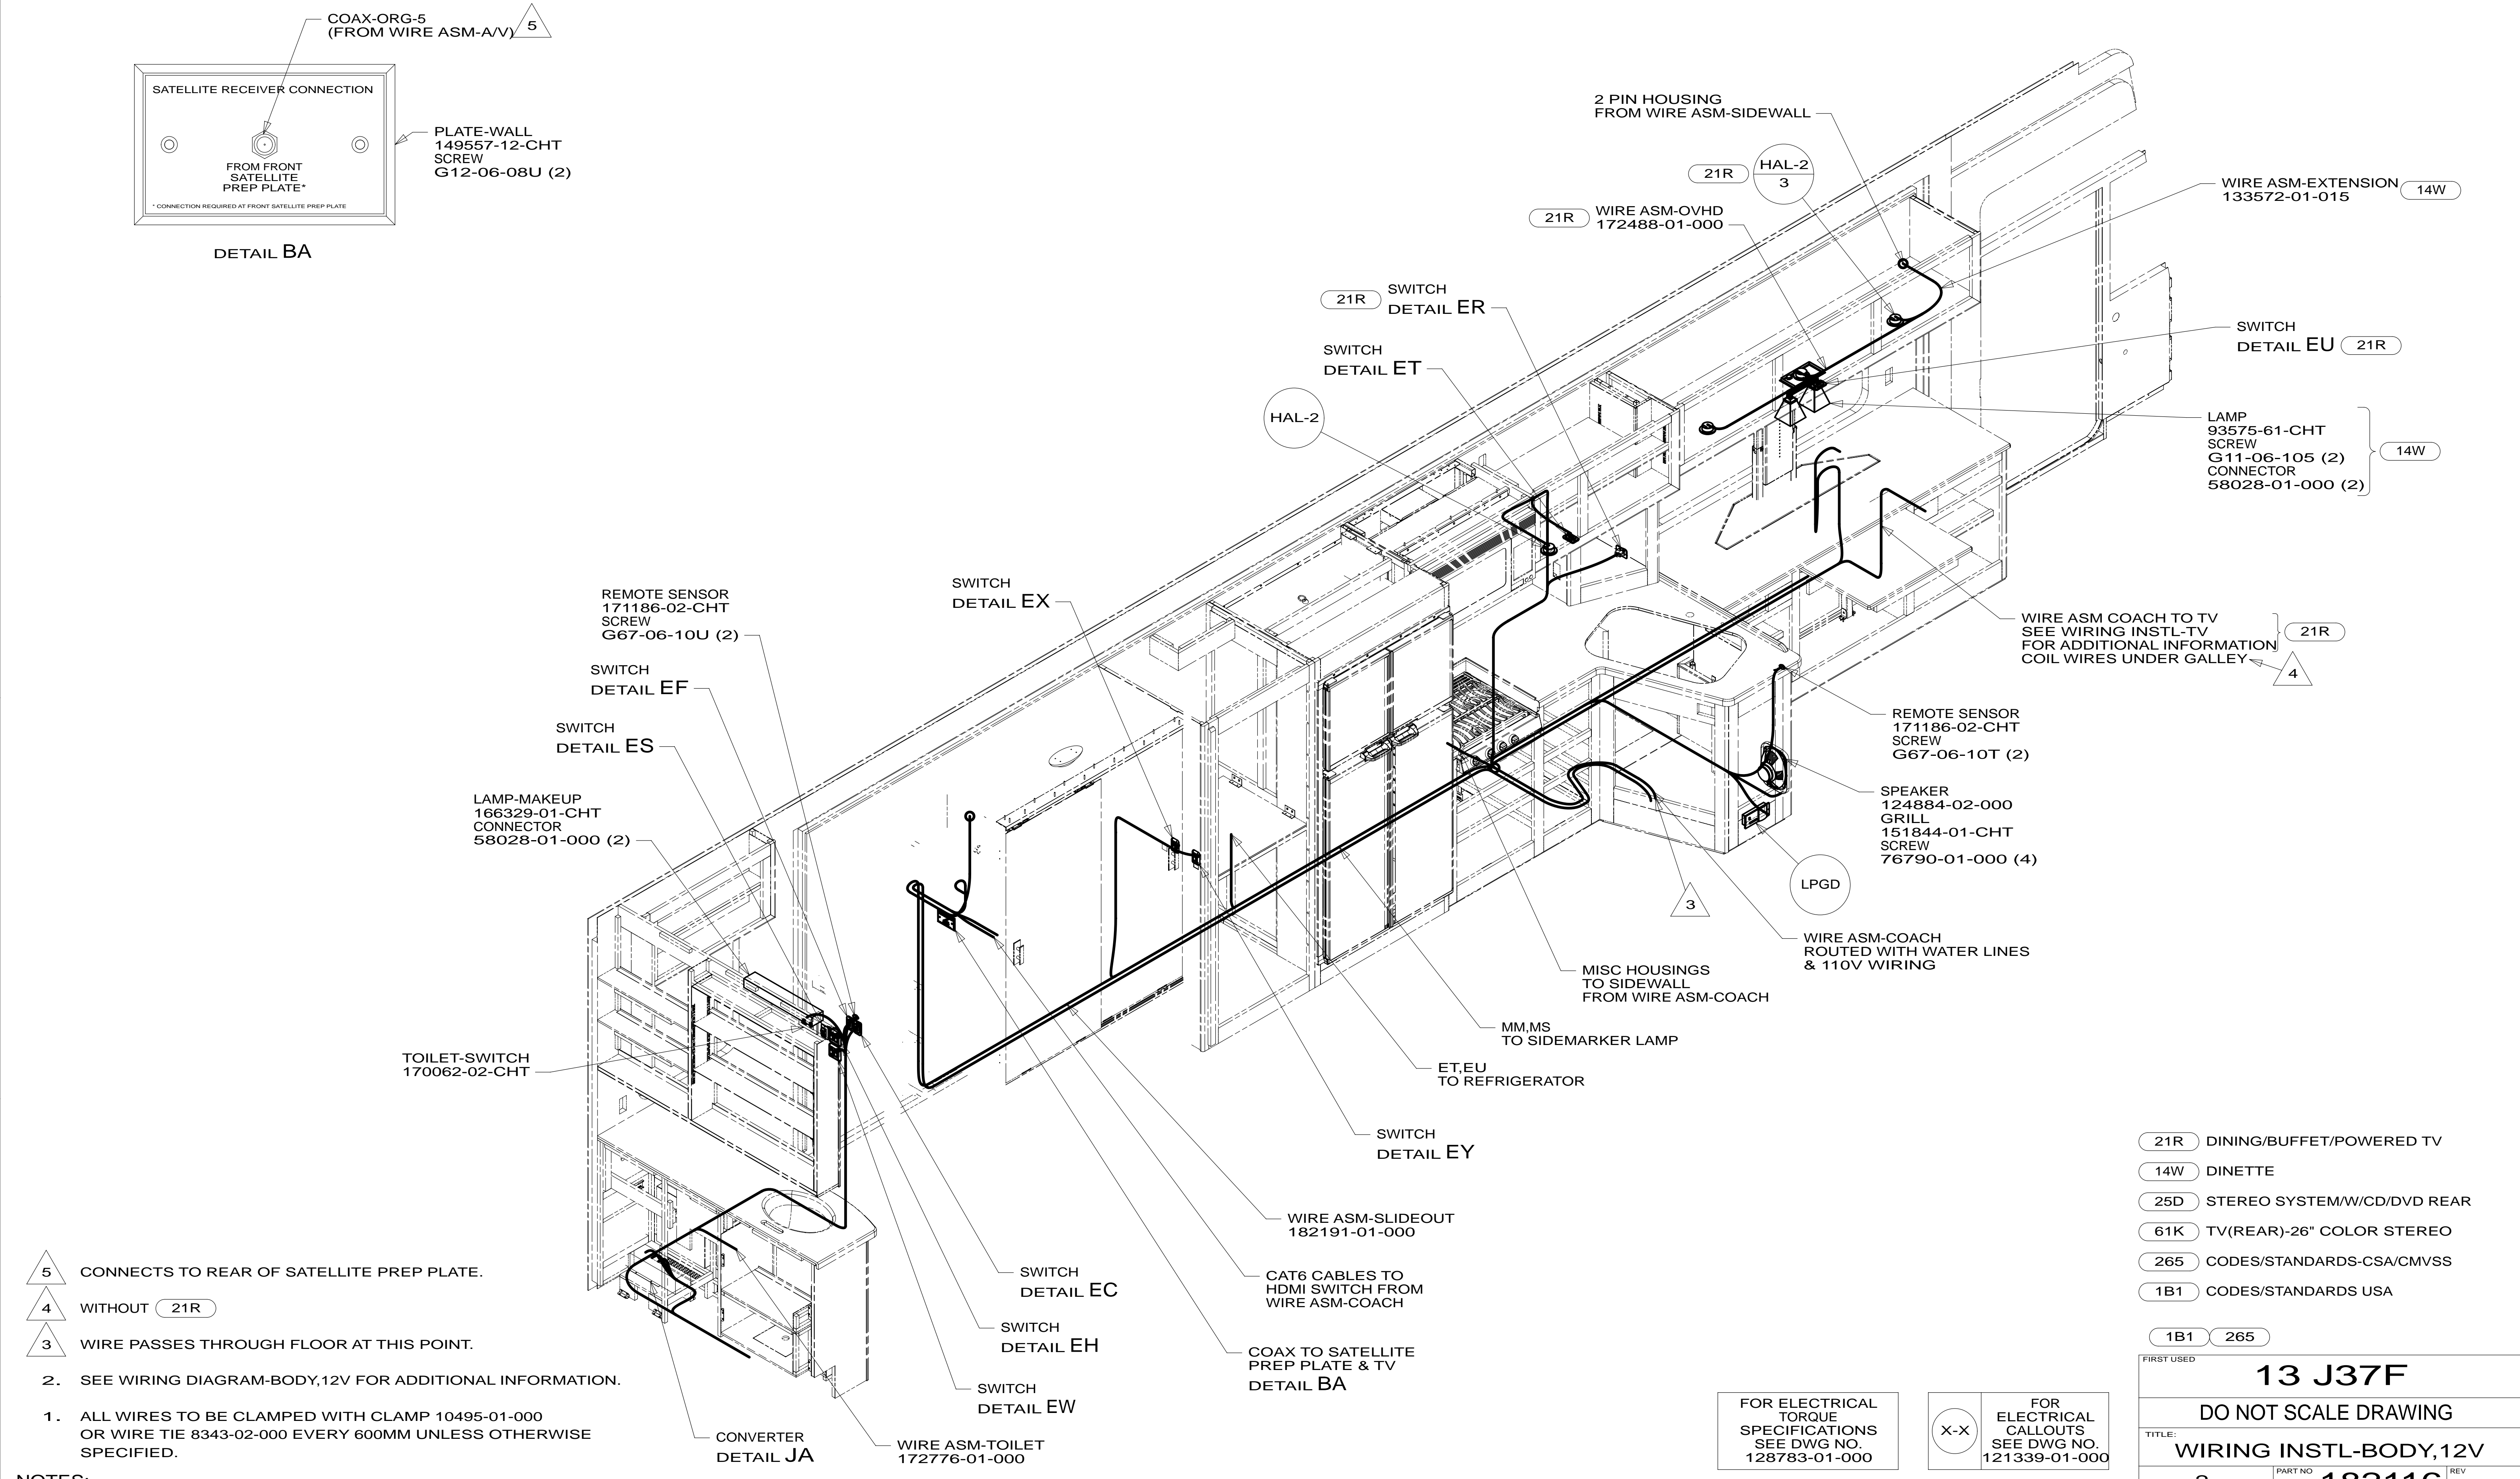 COAX-ORG-5
(FROM WIRE ASM-A/V)
5
SATELLITE RECEIVER CONNECTION
FROM FRONT
SATELLITE
PREP PLATE*
* CONNECTION REQUIRED AT FRONT SATELLITE PREP PLATE
PLATE-WALL
149557-12-CHT
SCREW
G12-06-08U (2)
DETAIL BA
2 PIN HOUSING
FROM WIRE ASM-SIDEWALL
21R
HAL-2
3
21R
WIRE ASM-OVHD
172488-01-000
WIRE ASM-EXTENSION
133572-01-015
14W
21R
SWITCH
DETAIL ER
SWITCH
DETAIL ET
HAL-2
SWITCH
DETAIL EU
21R
LAMP
93575-61-CHT
SCREW
G11-06-105 (2)
CONNECTOR
58028-01-000 (2)
14W
REMOTE SENSOR
171186-02-CHT
SCREW
G67-06-10U (2)
SWITCH
DETAIL EX
SWITCH
DETAIL EF
SWITCH
DETAIL ES
LAMP-MAKEUP
166329-01-CHT
CONNECTOR
58028-01-000 (2)
WIRE ASM COACH TO TV
SEE WIRING INSTL-TV
FOR ADDITIONAL INFORMATION
COIL WIRES UNDER GALLEY
21R
4
REMOTE SENSOR
171186-02-CHT
SCREW
G67-06-10T (2)
SPEAKER
124884-02-000
GRILL
151844-01-CHT
SCREW
76790-01-000 (4)
LPGD
3
WIRE ASM-COACH
ROUTED WITH WATER LINES
& 110V WIRING
MISC HOUSINGS
TO SIDEWALL
FROM WIRE ASM-COACH
MM,MS
TO SIDEMARKER LAMP
ET,EU
TO REFRIGERATOR
TOILET-SWITCH
170062-02-CHT
SWITCH
DETAIL EY
WIRE ASM-SLIDEOUT
182191-01-000
CAT6 CABLES TO
HDMI SWITCH FROM
WIRE ASM-COACH
COAX TO SATELLITE
PREP PLATE & TV
DETAIL BA
SWITCH
DETAIL EC
SWITCH
DETAIL EH
SWITCH
DETAIL EW
WIRE ASM-TOILET
172776-01-000
CONVERTER
DETAIL JA
5 CONNECTS TO REAR OF SATELLITE PREP PLATE.
4 WITHOUT 21R
3 WIRE PASSES THROUGH FLOOR AT THIS POINT.
2. SEE WIRING DIAGRAM-BODY,12V FOR ADDITIONAL INFORMATION.
1. ALL WIRES TO BE CLAMPED WITH CLAMP 10495-01-000
OR WIRE TIE 8343-02-000 EVERY 600MM UNLESS OTHERWISE
SPECIFIED.
NOTES:
21R DINING/BUFFET/POWERED TV
14W DINETTE
25D STEREO SYSTEM/W/CD/DVD REAR
61K TV(REAR)-26" COLOR STEREO
265 CODES/STANDARDS-CSA/CMVSS
1B1 CODES/STANDARDS USA
1B1 265
FOR ELECTRICAL
TORQUE
SPECIFICATIONS
SEE DWG NO.
128783-01-000
X-X
FOR
ELECTRICAL
CALLOUTS
SEE DWG NO.
121339-01-000
FIRST USED
13 J37F
DO NOT SCALE DRAWING
TITLE:
WIRING INSTL-BODY,12V
PART NO
182116
REV